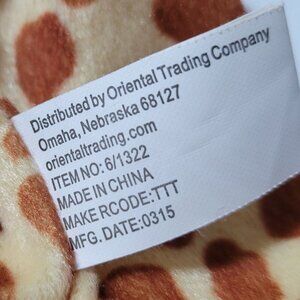 Distributed by Oriental Trading Company
Omaha, Nebraska 68127
orientaltrading.com
ITEM NO: 6/1322
MADE IN CHINA
MAKE RCODE:TTT
MFG. DATE:0315